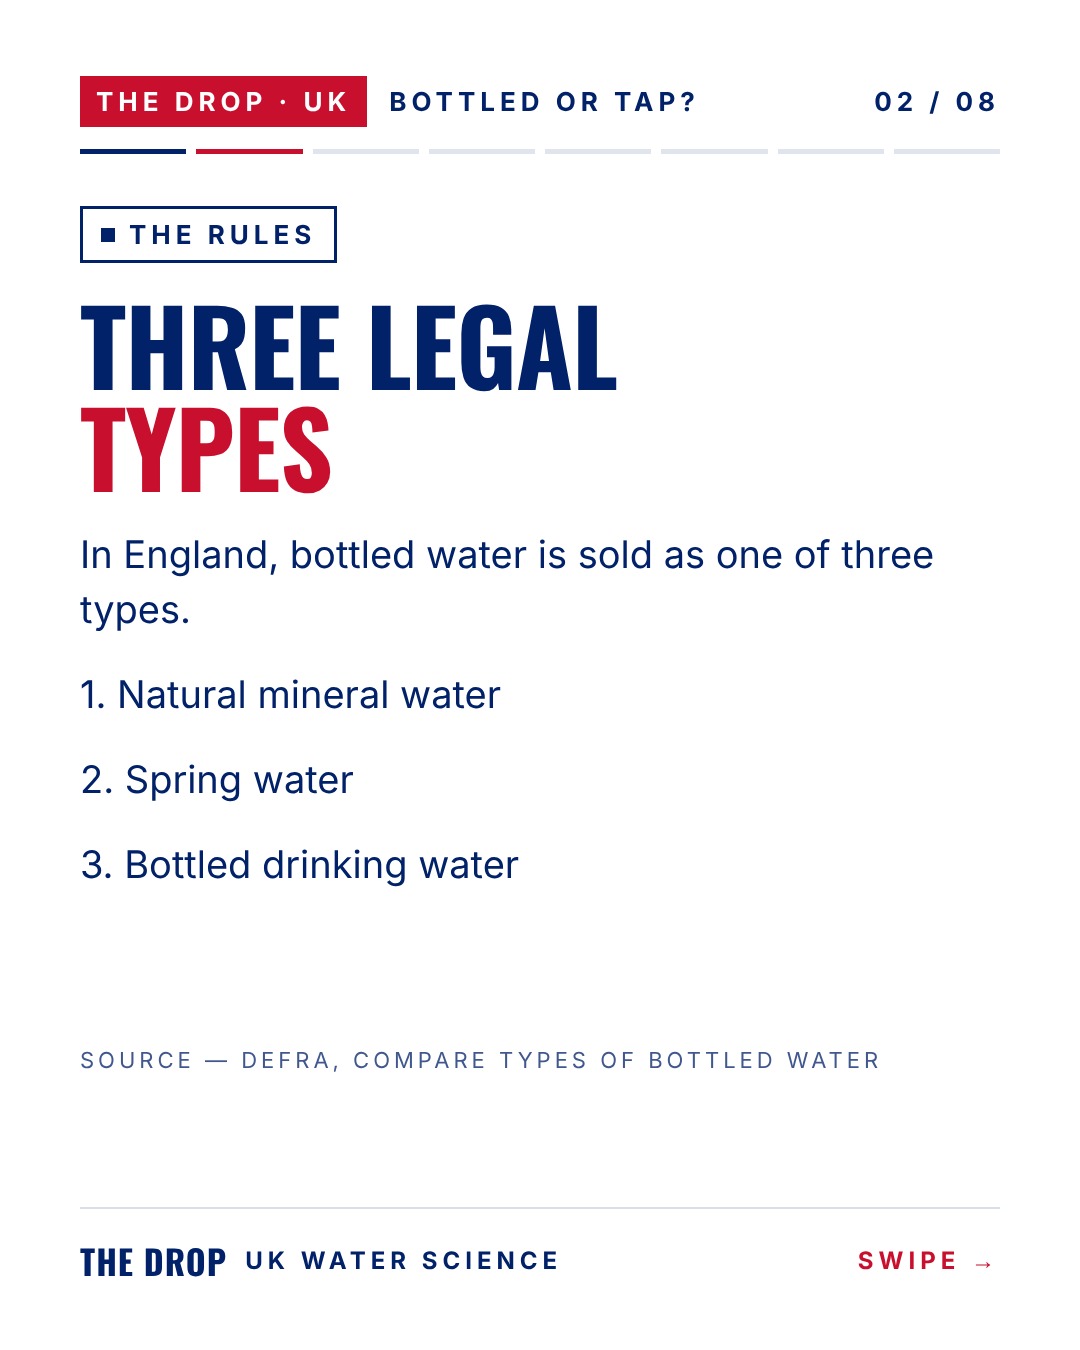 THE DROP · UK BOTTLED OR TAP? 02 / 08
THE RULES
THREE LEGAL
TYPES
In England, bottled water is sold as one of three
types.
1. Natural mineral water
2. Spring water
3. Bottled drinking water
SOURCE — DEFRA, COMPARE TYPES OF BOTTLED WATER
THE DROP UK WATER SCIENCE SWIPE →